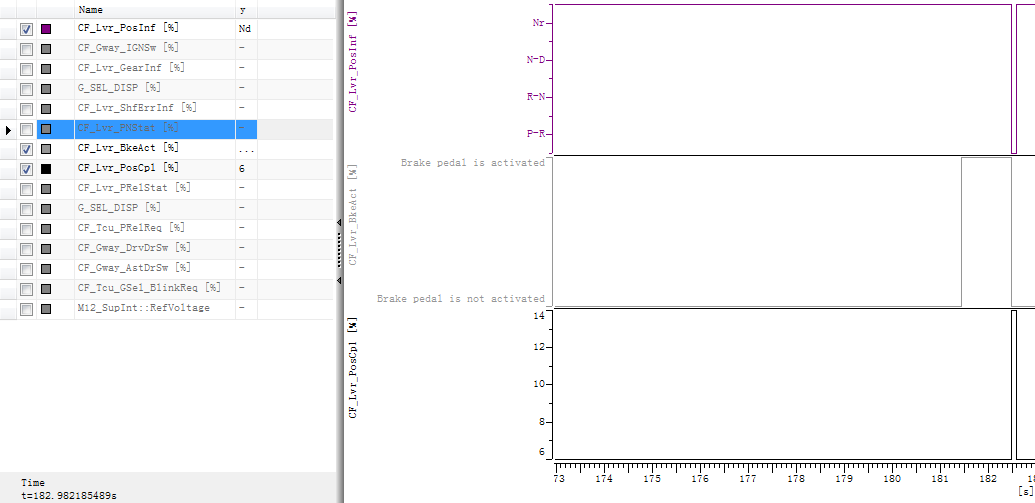 Name y
CF_Lvr_PosInf [%] Nd
CF_Gway_IGNSw [%] -
CF_Lvr_GearInf [%] -
G_SEL_DISP [%] -
CF_Lvr_ShfErrInf [%] -
CF_Lvr_PNStat [%] -
CF_Lvr_BkeAct [%] ...
CF_Lvr_PosCpl [%] 6
CF_Lvr_PRelStat [%] -
G_SEL_DISP [%] -
CF_Tcu_PRelReq [%] -
CF_Gway_DrvDrSw [%] -
CF_Gway_AstDrSw [%] -
CF_Tcu_GSel_BlinkReq [%] -
M12_SupInt::RefVoltage -
Time
t=182.982185489s
CF_Lvr_PosInf [%]
Nr
N-D
R-N
P-R
CF_Lvr_BkeAct [%]
Brake pedal is activated
Brake pedal is not activated
CF_Lvr_PosCpl [%]
14
12
10
8
6
73 174 175 176 177 178 179 180 181 182
[s]